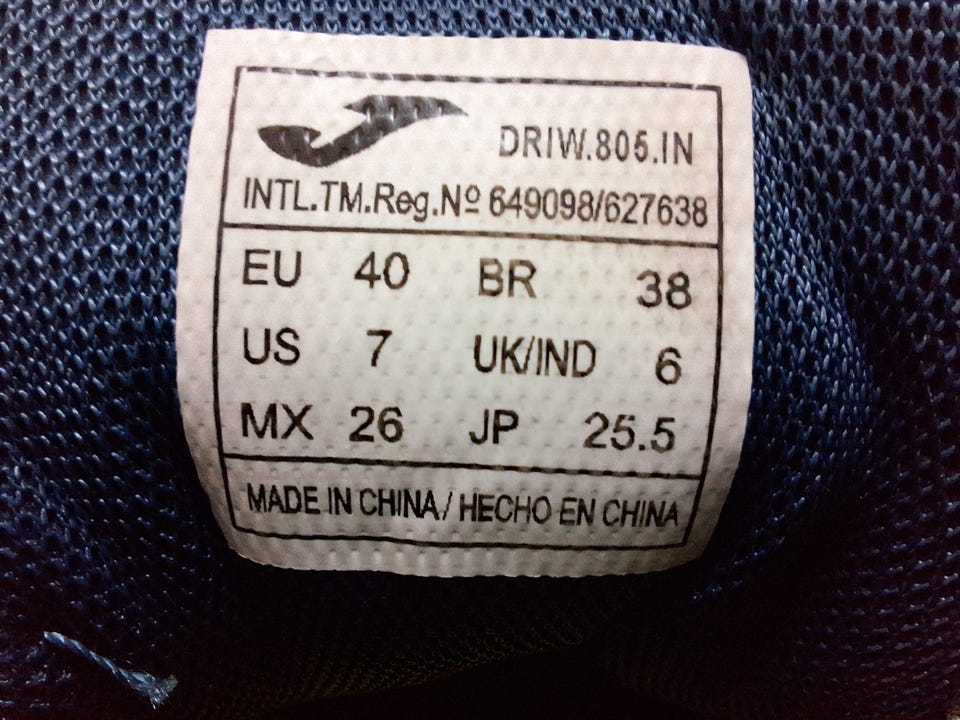 DRIW.805.IN
INTL.TM.Reg.Nº 649098/627638
EU 40 BR 38
US 7 UK/IND 6
MX 26 JP 25.5
MADE IN CHINA / HECHO EN CHINA